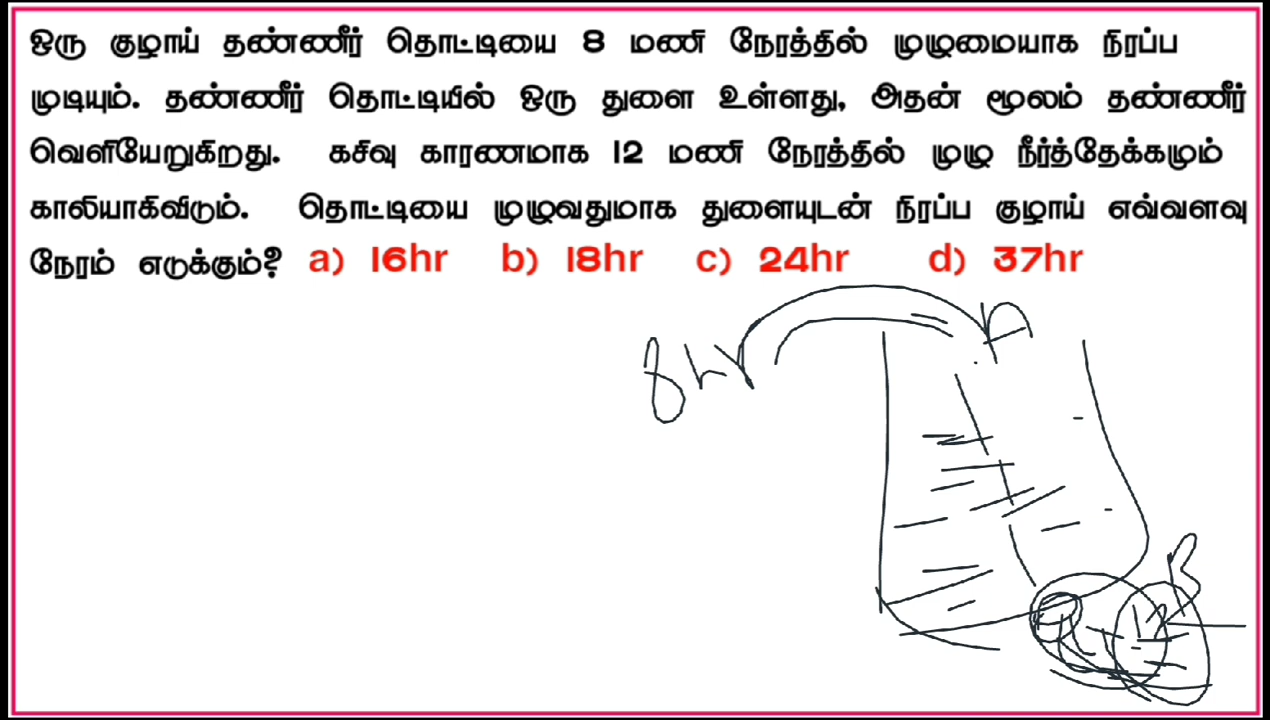 ஒரு குழாய் தண்ணீர் தொட்டியை 8 மணி நேரத்தில் முழுமையாக நிரப்ப
முடியும். தண்ணீர் தொட்டியில் ஒரு துளை உள்ளது, அதன் மூலம் தண்ணீர்
வெளியேறுகிறது. கசிவு காரணமாக 12 மணி நேரத்தில் முழு நீர்த்தேக்கமும்
காலியாகிவிடும். தொட்டியை முழுவதுமாக துளையுடன் நிரப்ப குழாய் எவ்வளவு
நேரம் எடுக்கும்? a) 16hr b) 18hr c) 24hr d) 37hr
8hr